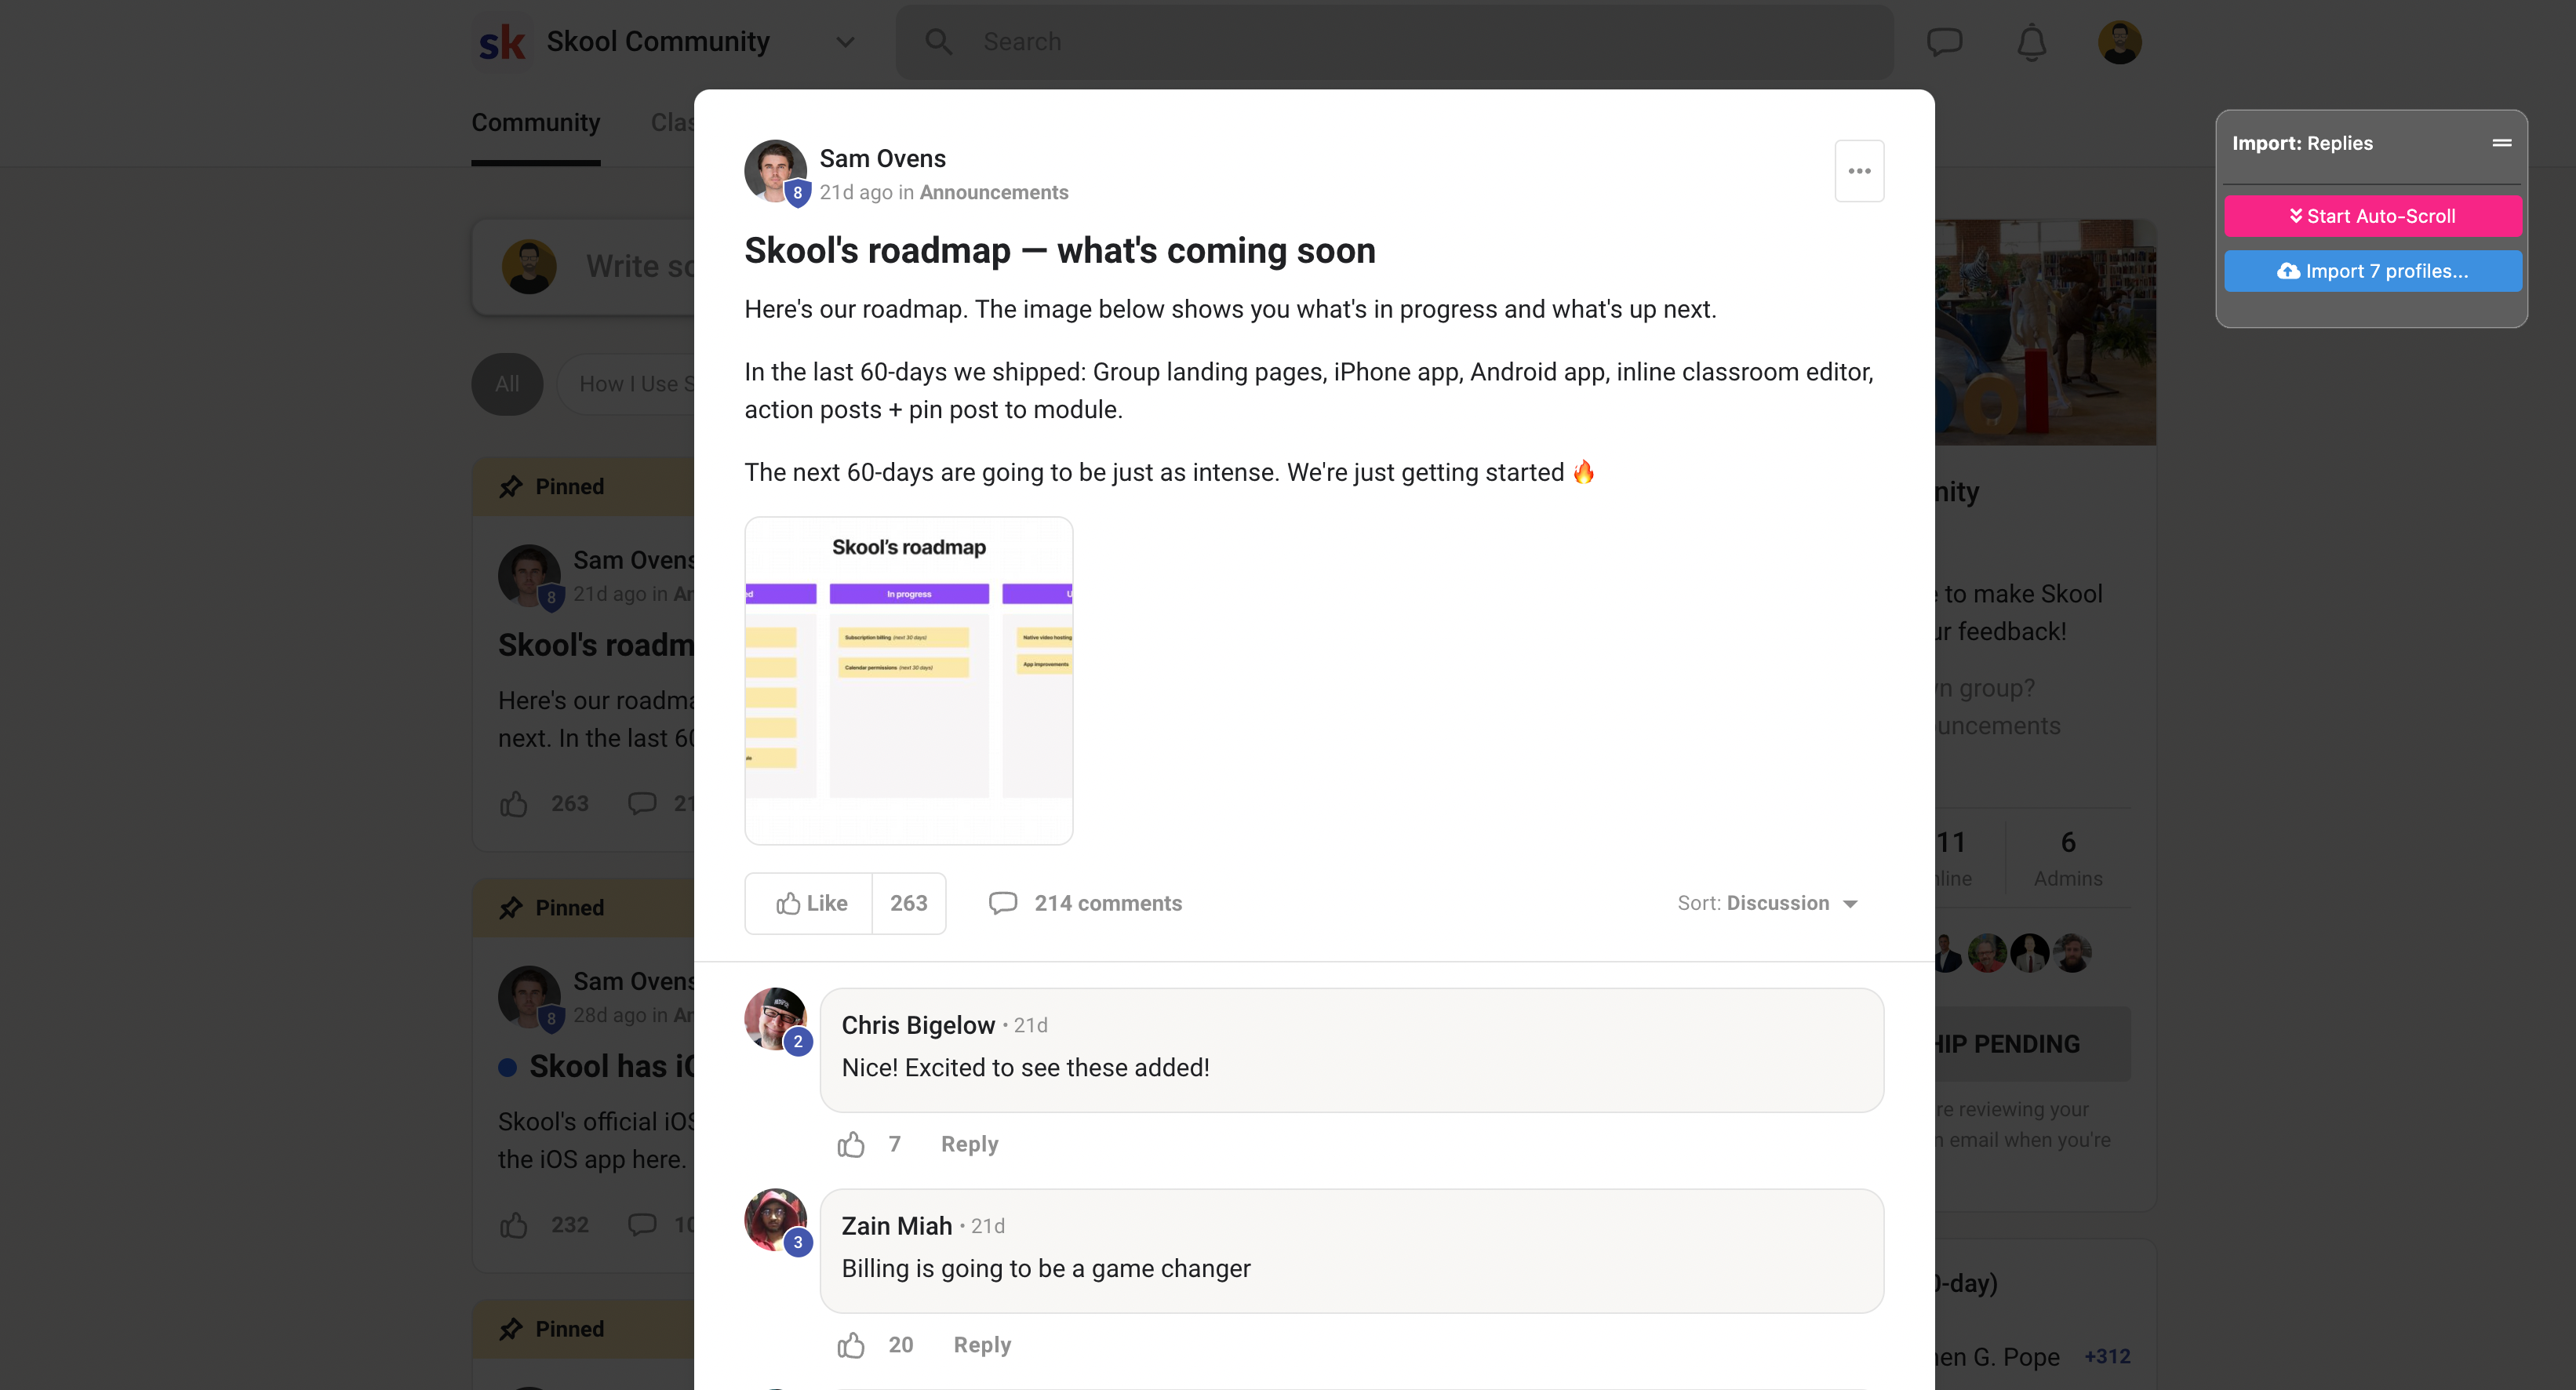 sk Skool Community
Search
Community
Clas
Write so
All
How I Use S
Pinned
Sam Ovens
8
21d ago in An
Skool's roadm
Here's our roadma
next. In the last 60
263
21
Pinned
Sam Ovens
8
28d ago in An
Skool has iO
Skool's official iOS
the iOS app here.
232
10
Pinned
Sam Ovens
8
21d ago in Announcements
Skool's roadmap — what's coming soon
Here's our roadmap. The image below shows you what's in progress and what's up next.
In the last 60-days we shipped: Group landing pages, iPhone app, Android app, inline classroom editor,
action posts + pin post to module.
The next 60-days are going to be just as intense. We're just getting started 🔥
Skool's roadmap
ed
In progress
U
Subscription billing (next 30 days)
Calendar permissions (next 30 days)
Native video hosting
App improvements
Like
263
214 comments
Sort: Discussion
Chris Bigelow • 21d
2
Nice! Excited to see these added!
7
Reply
Zain Miah • 21d
3
Billing is going to be a game changer
20
Reply
Import: Replies
Start Auto-Scroll
Import 7 profiles...
nity
to make Skool
ur feedback!
n group?
uncements
11
nline
6
Admins
HIP PENDING
re reviewing your
n email when you're
0-day)
hen G. Pope
+312